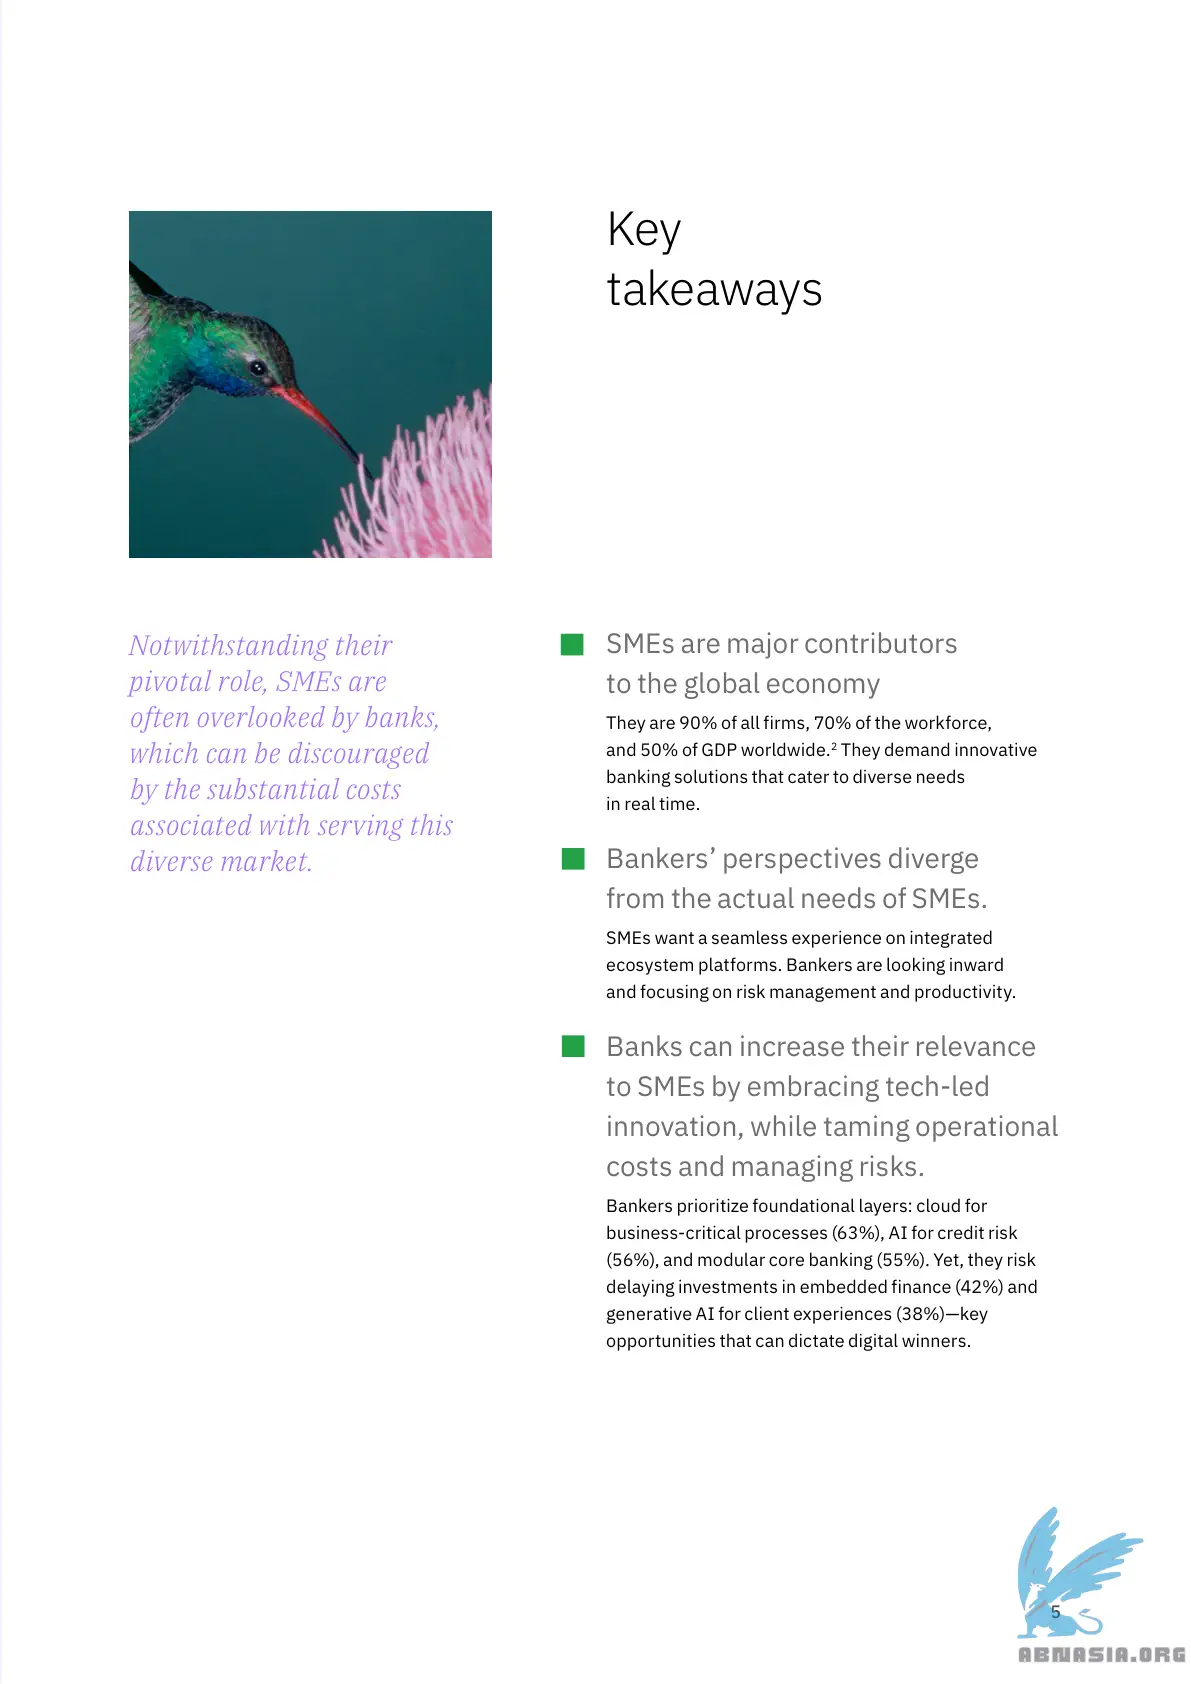 Key
takeaways
Notwithstanding their
pivotal role, SMEs are
often overlooked by banks,
which can be discouraged
by the substantial costs
associated with serving this
diverse market.
SMEs are major contributors
to the global economy
They are 90% of all firms, 70% of the workforce,
and 50% of GDP worldwide.² They demand innovative
banking solutions that cater to diverse needs
in real time.
Bankers’ perspectives diverge
from the actual needs of SMEs.
SMEs want a seamless experience on integrated
ecosystem platforms. Bankers are looking inward
and focusing on risk management and productivity.
Banks can increase their relevance
to SMEs by embracing tech-led
innovation, while taming operational
costs and managing risks.
Bankers prioritize foundational layers: cloud for
business-critical processes (63%), AI for credit risk
(56%), and modular core banking (55%). Yet, they risk
delaying investments in embedded finance (42%) and
generative AI for client experiences (38%)—key
opportunities that can dictate digital winners.
5
ABNASIA.ORG